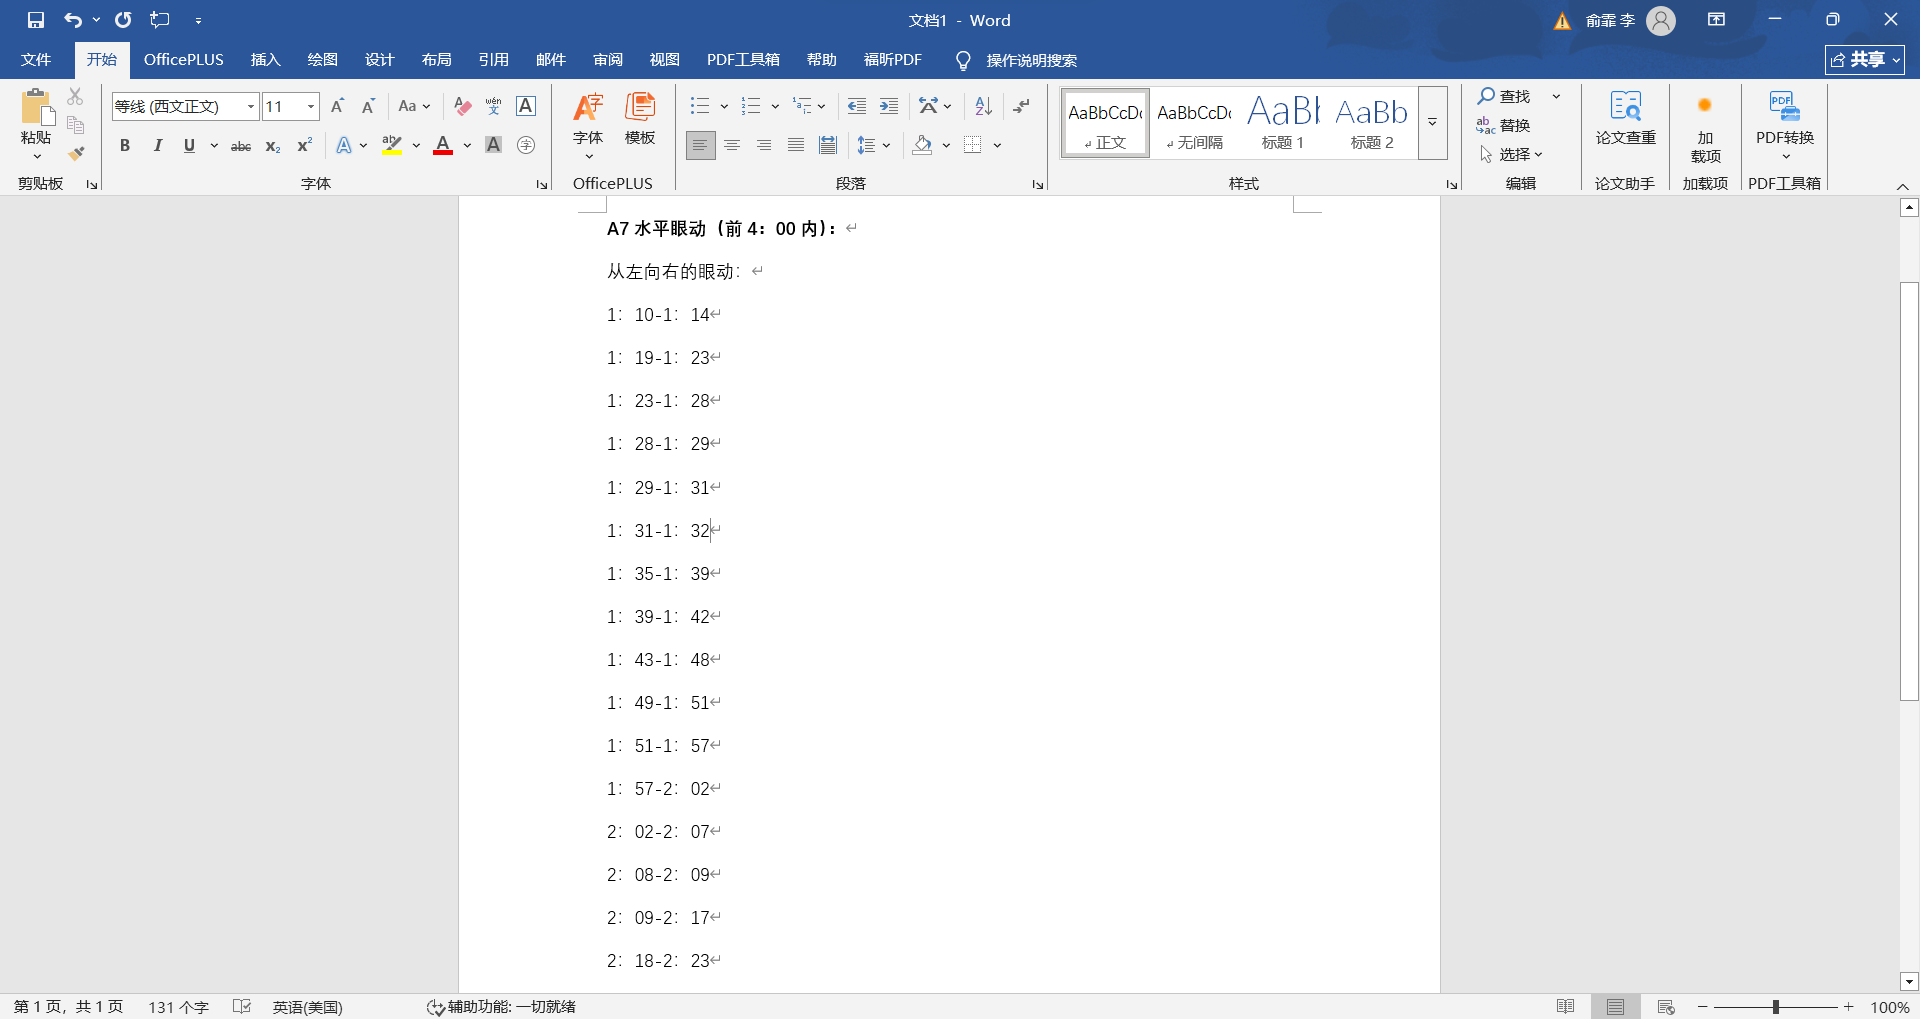 文档1 - Word
俞霏 李
文件 开始 OfficePLUS 插入 绘图 设计 布局 引用 邮件 审阅 视图 PDF工具箱 帮助 福昕PDF 操作说明搜索 共享
粘贴
剪贴板
等线 (西文正文) 11
Aa wén 文 A
B I U abc x₂ x² A ab A A 字
字体
字体 模板
OfficePLUS
段落
AaBbCcDc AaBbCcDc AaBl AaBb
正文 无间隔 标题 1 标题 2
样式
查找
替换
选择
编辑
论文查重
论文助手
加
载项
加载项
PDF转换
PDF工具箱
A7 水平眼动（前 4：00 内）：
从左向右的眼动：
1：10-1：14
1：19-1：23
1：23-1：28
1：28-1：29
1：29-1：31
1：31-1：32
1：35-1：39
1：39-1：42
1：43-1：48
1：49-1：51
1：51-1：57
1：57-2：02
2：02-2：07
2：08-2：09
2：09-2：17
2：18-2：23
第 1 页，共 1 页 131 个字 英语(美国) 辅助功能: 一切就绪 100%